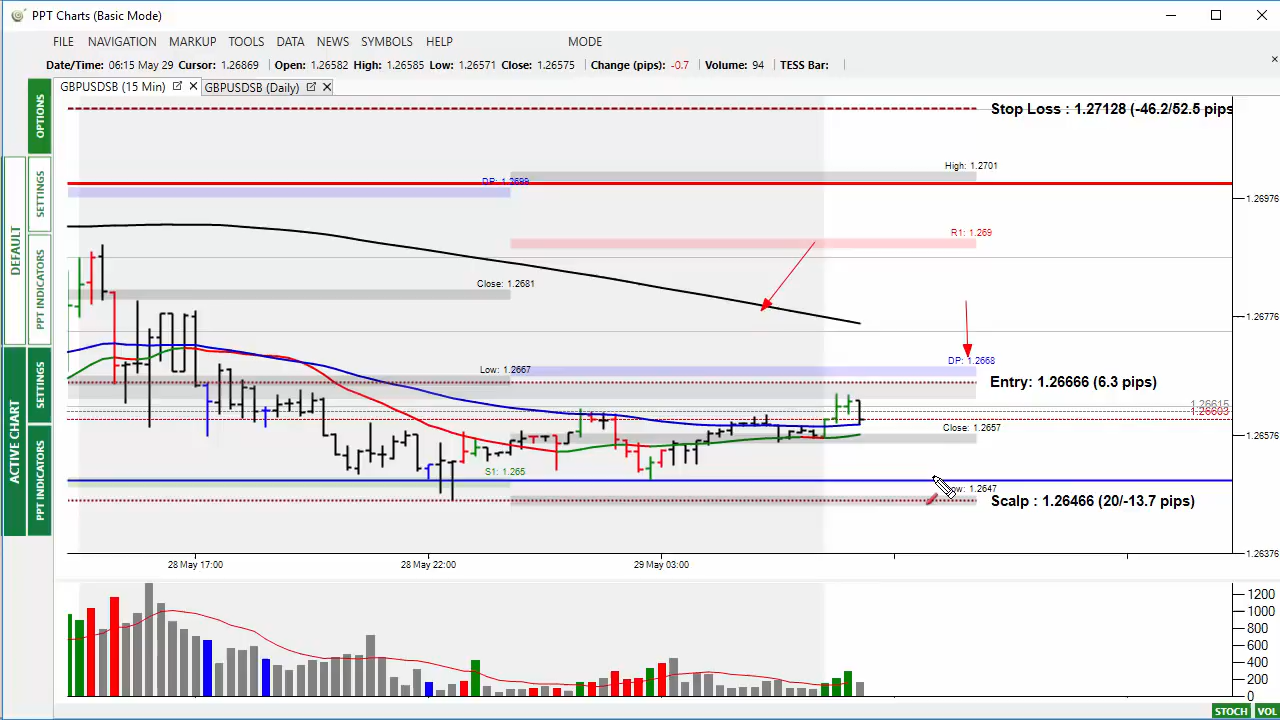 PPT Charts (Basic Mode)
FILE NAVIGATION MARKUP TOOLS DATA NEWS SYMBOLS HELP MODE
Date/Time: 06:15 May 29 Cursor: 1.26869 Open: 1.26582 High: 1.26585 Low: 1.26571 Close: 1.26575 Change (pips): -0.7 Volume: 94 TESS Bar:
GBPUSDSB (15 Min) GBPUSDSB (Daily)
OPTIONS
SETTINGS
PPT INDICATORS
DEFAULT
SETTINGS
PPT INDICATORS
ACTIVE CHART
Stop Loss : 1.27128 (-46.2/52.5 pips
High: 1.2701
DP: 1.2699
1.26976
R1: 1.269
Close: 1.2681
1.26776
DP: 1.2668
Low: 1.2667
Entry: 1.26666 (6.3 pips)
1.26615
1.26603
Close: 1.2657
1.26576
S1: 1.265
Low: 1.2647
Scalp : 1.26466 (20/-13.7 pips)
1.26376
28 May 17:00 28 May 22:00 29 May 03:00
1200
1000
800
600
400
200
0
STOCH VOL